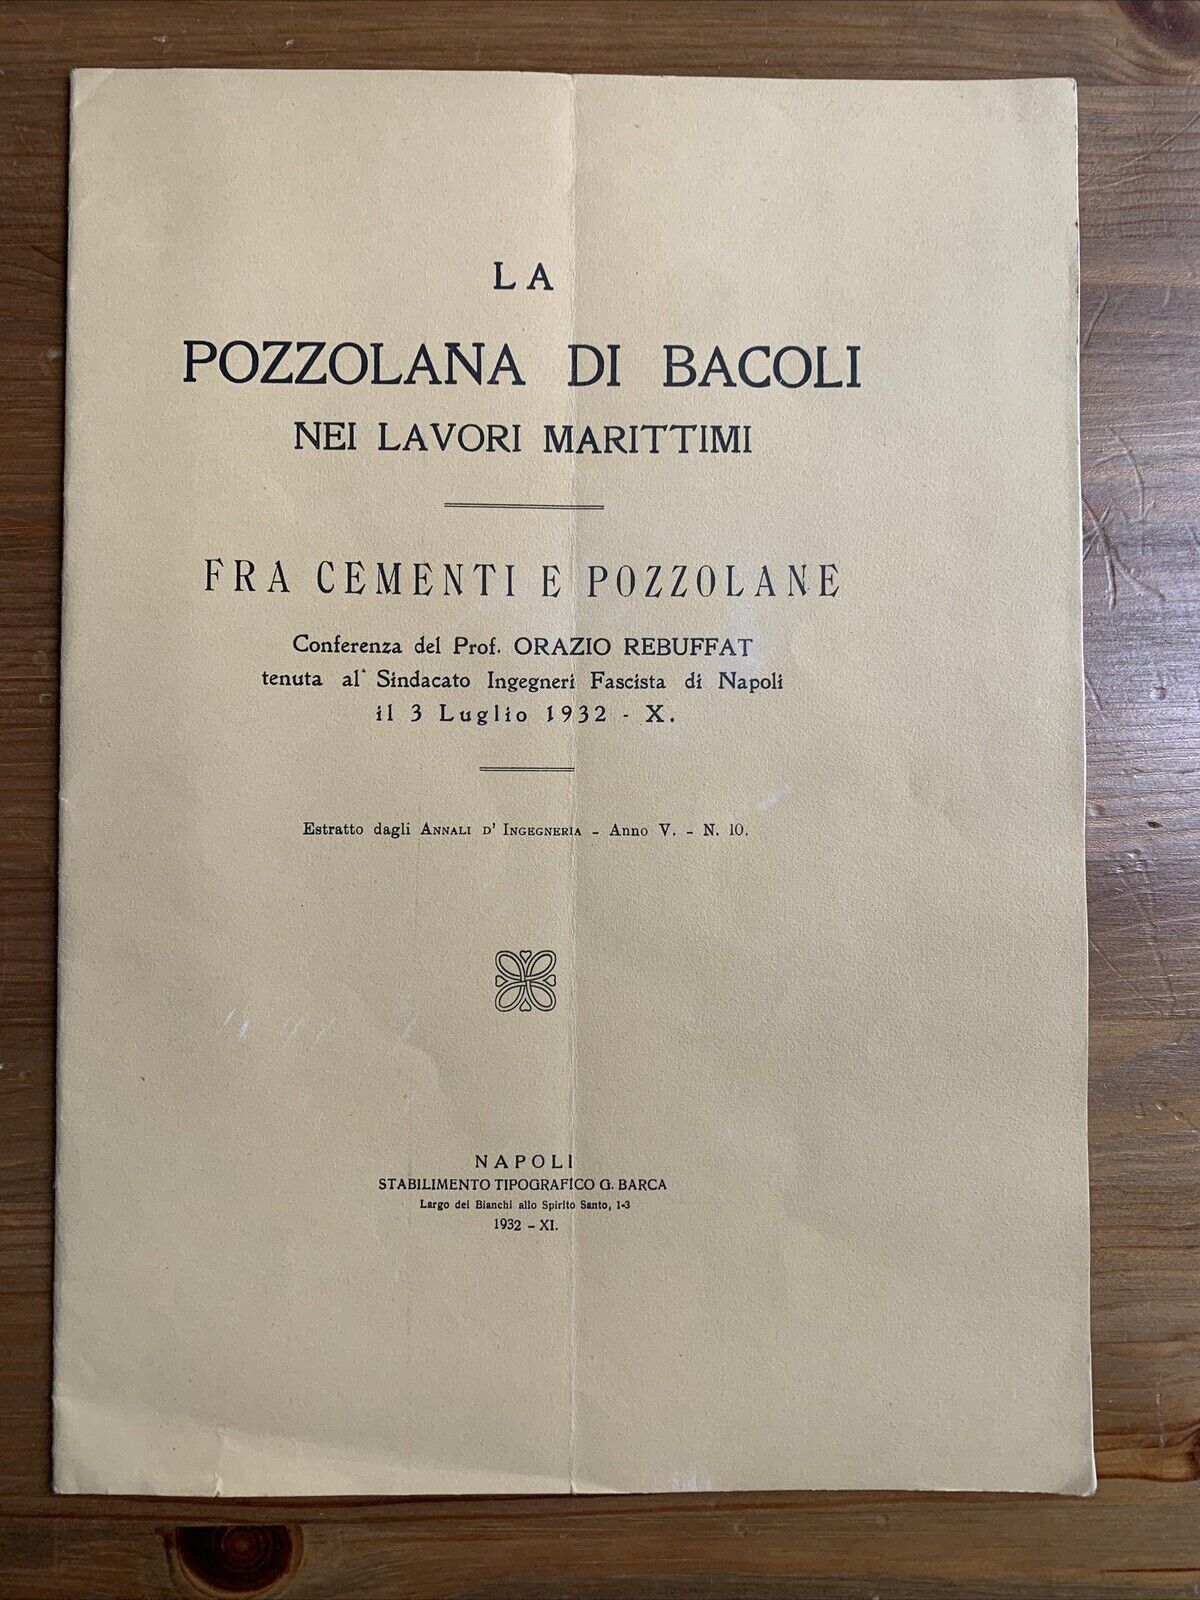 LA
POZZOLANA DI BACOLI
NEI LAVORI MARITTIMI
FRA CEMENTI E POZZOLANE
Conferenza del Prof. ORAZIO REBUFFAT
tenuta al Sindacato Ingegneri Fascista di Napoli
il 3 Luglio 1932 - X.
Estratto dagli ANNALI D' INGEGNERIA - Anno V. - N. 10.
NAPOLI
STABILIMENTO TIPOGRAFICO G. BARCA
Largo dei Bianchi allo Spirito Santo, 1-3
1932 - XI.